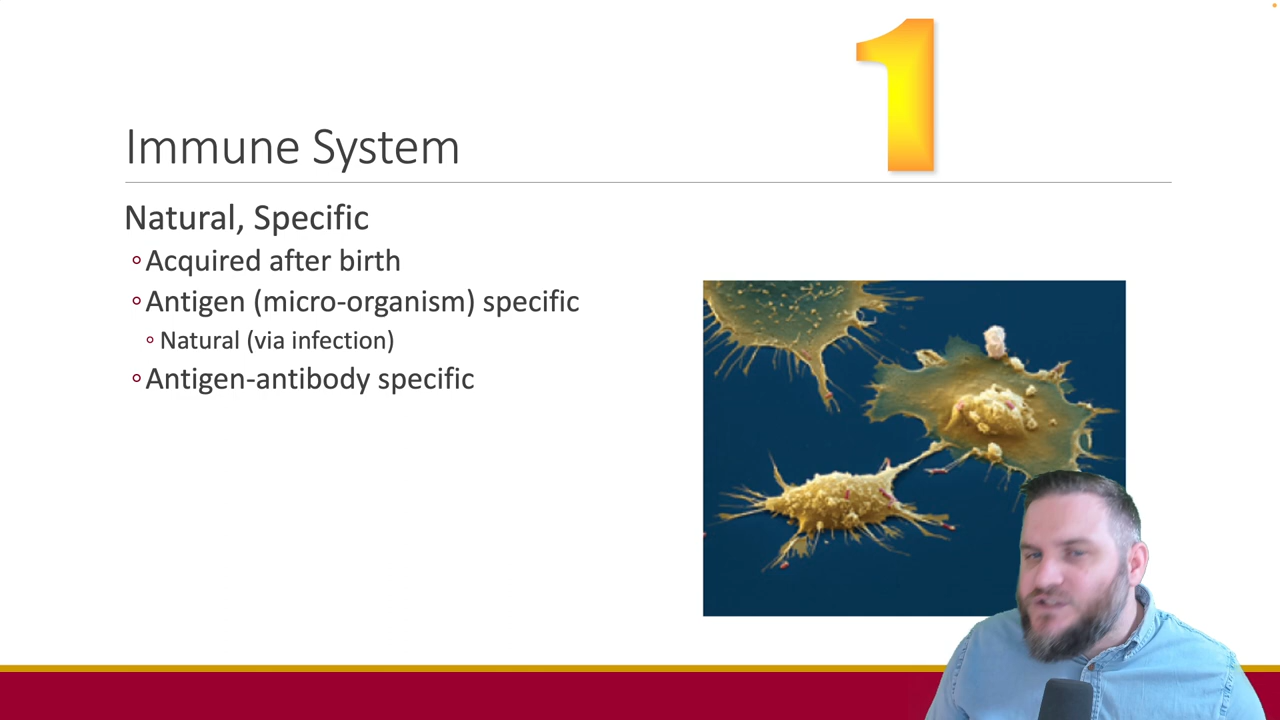 1
Immune System
Natural, Specific
◦Acquired after birth
◦Antigen (micro-organism) specific
◦Natural (via infection)
◦Antigen-antibody specific